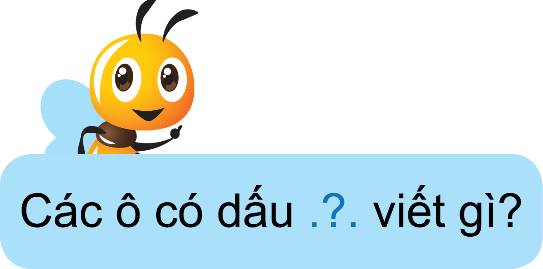 Các ô có dấu .?. viết gì?